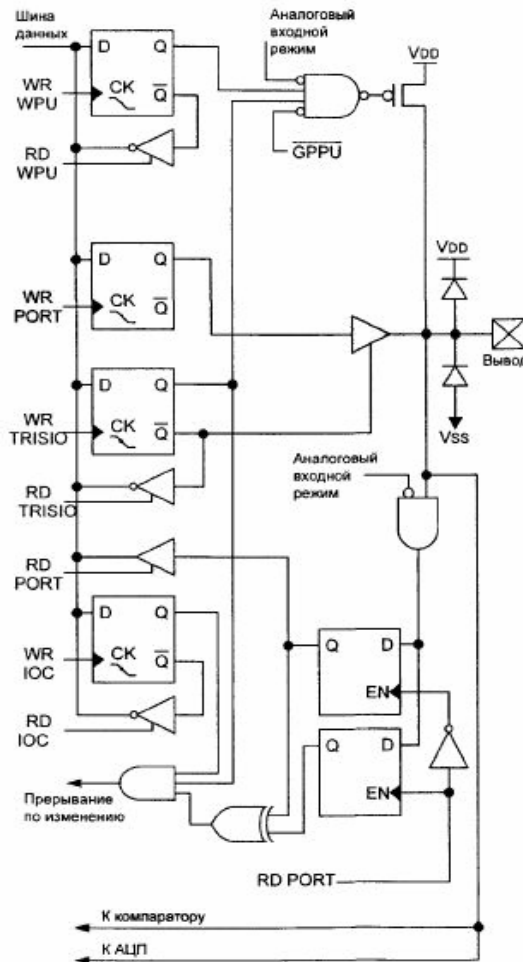 Шина
данных
Аналоговый
входной
режим
VDD
D Q
WR
WPU
CK Q
RD
WPU
GPPU
VDD
D Q
WR
PORT
CK Q
Вывод
D Q
WR
TRISIO
CK Q
VSS
Аналоговый
входной
режим
RD
TRISIO
RD
PORT
D Q
WR
IOC
CK Q
Q D
EN
RD
IOC
Q D
EN
Прерывание
по изменению
RD PORT
К компаратору
К АЦП